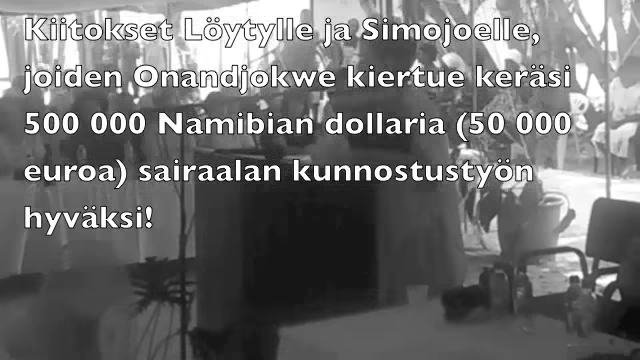 Kiitokset Löytylle ja Simojoelle,
joiden Onandjokwe kiertue keräsi
500 000 Namibian dollaria (50 000
euroa) sairaalan kunnostustyön
hyväksi!